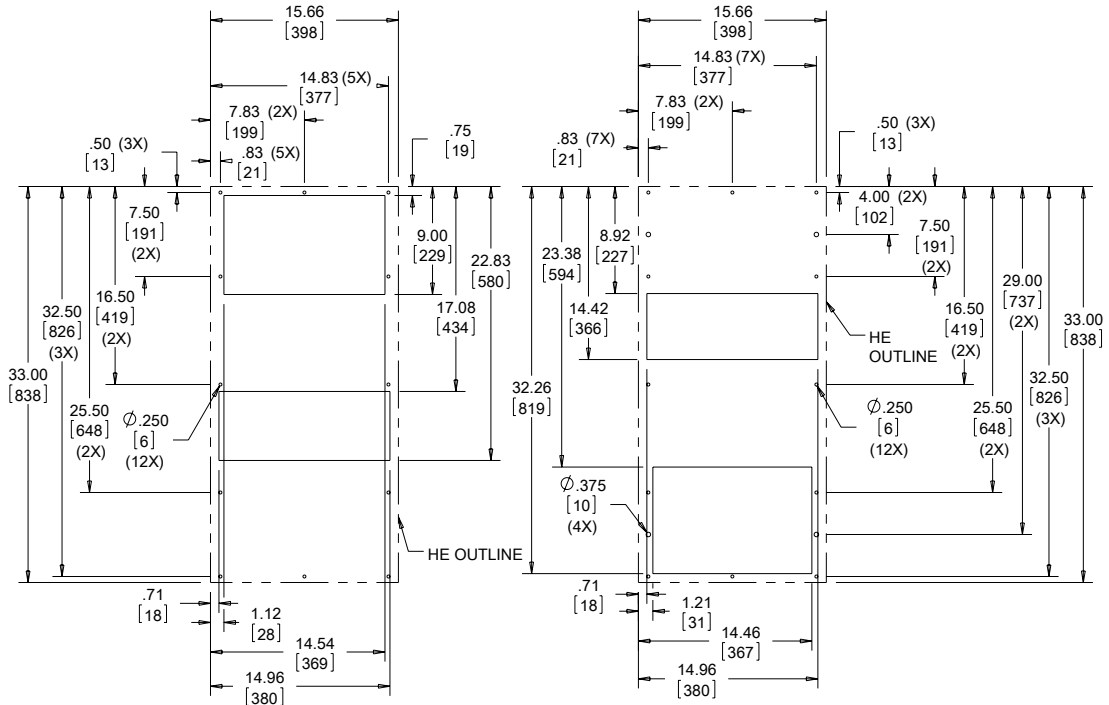 15.66
[398]
14.83 (5X)
[377]
7.83 (2X)
[199]
.50 (3X)
[13]
.83 (5X)
[21]
.75
[19]
7.50
[191]
(2X)
9.00
[229]
22.83
[580]
16.50
[419]
(2X)
17.08
[434]
32.50
[826]
(3X)
33.00
[838]
25.50
[648]
(2X)
Ø.250
[6]
(12X)
HE OUTLINE
.71
[18]
1.12
[28]
14.54
[369]
14.96
[380]
15.66
[398]
14.83 (7X)
[377]
7.83 (2X)
[199]
.83 (7X)
[21]
.50 (3X)
[13]
4.00 (2X)
[102]
7.50
[191]
(2X)
8.92
[227]
23.38
[594]
14.42
[366]
29.00
[737]
(2X)
16.50
[419]
(2X)
33.00
[838]
HE
OUTLINE
32.26
[819]
32.50
[826]
(3X)
25.50
[648]
(2X)
Ø.250
[6]
(12X)
Ø.375
[10]
(4X)
.71
[18]
1.21
[31]
14.46
[367]
14.96
[380]